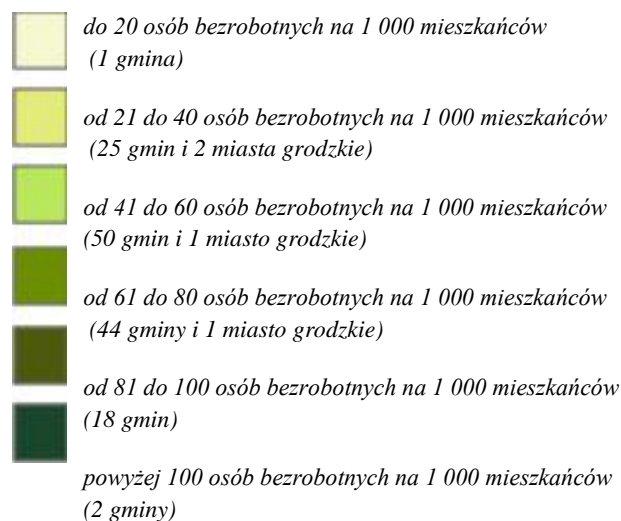 do 20 osób bezrobotnych na 1 000 mieszkańców
(1 gmina)
od 21 do 40 osób bezrobotnych na 1 000 mieszkańców
(25 gmin i 2 miasta grodzkie)
od 41 do 60 osób bezrobotnych na 1 000 mieszkańców
(50 gmin i 1 miasto grodzkie)
od 61 do 80 osób bezrobotnych na 1 000 mieszkańców
(44 gminy i 1 miasto grodzkie)
od 81 do 100 osób bezrobotnych na 1 000 mieszkańców
(18 gmin)
powyżej 100 osób bezrobotnych na 1 000 mieszkańców
(2 gminy)